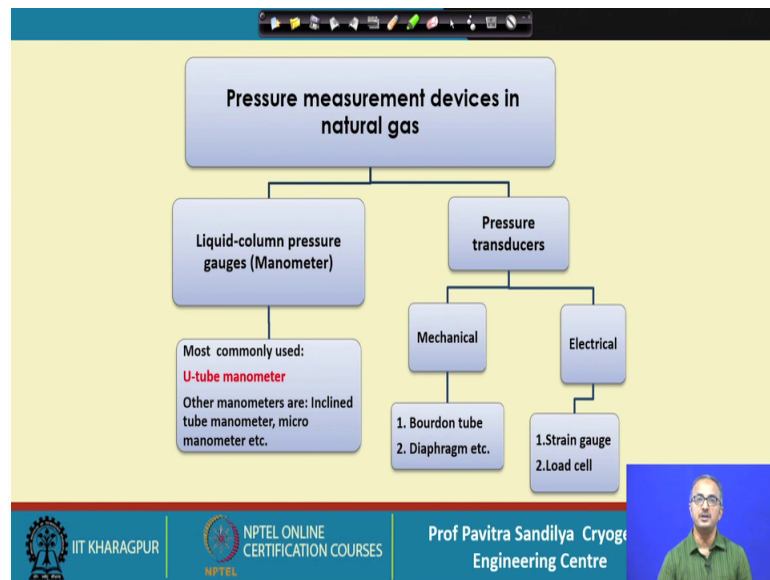 Pressure measurement devices in
natural gas
Liquid-column pressure
gauges (Manometer)
Pressure
transducers
Most commonly used:
U-tube manometer
Other manometers are: Inclined
tube manometer, micro
manometer etc.
Mechanical
Electrical
1. Bourdon tube
2. Diaphragm etc.
1.Strain gauge
2.Load cell
IIT KHARAGPUR
NPTEL
NPTEL ONLINE
CERTIFICATION COURSES
Prof Pavitra Sandilya Cryoge
Engineering Centre